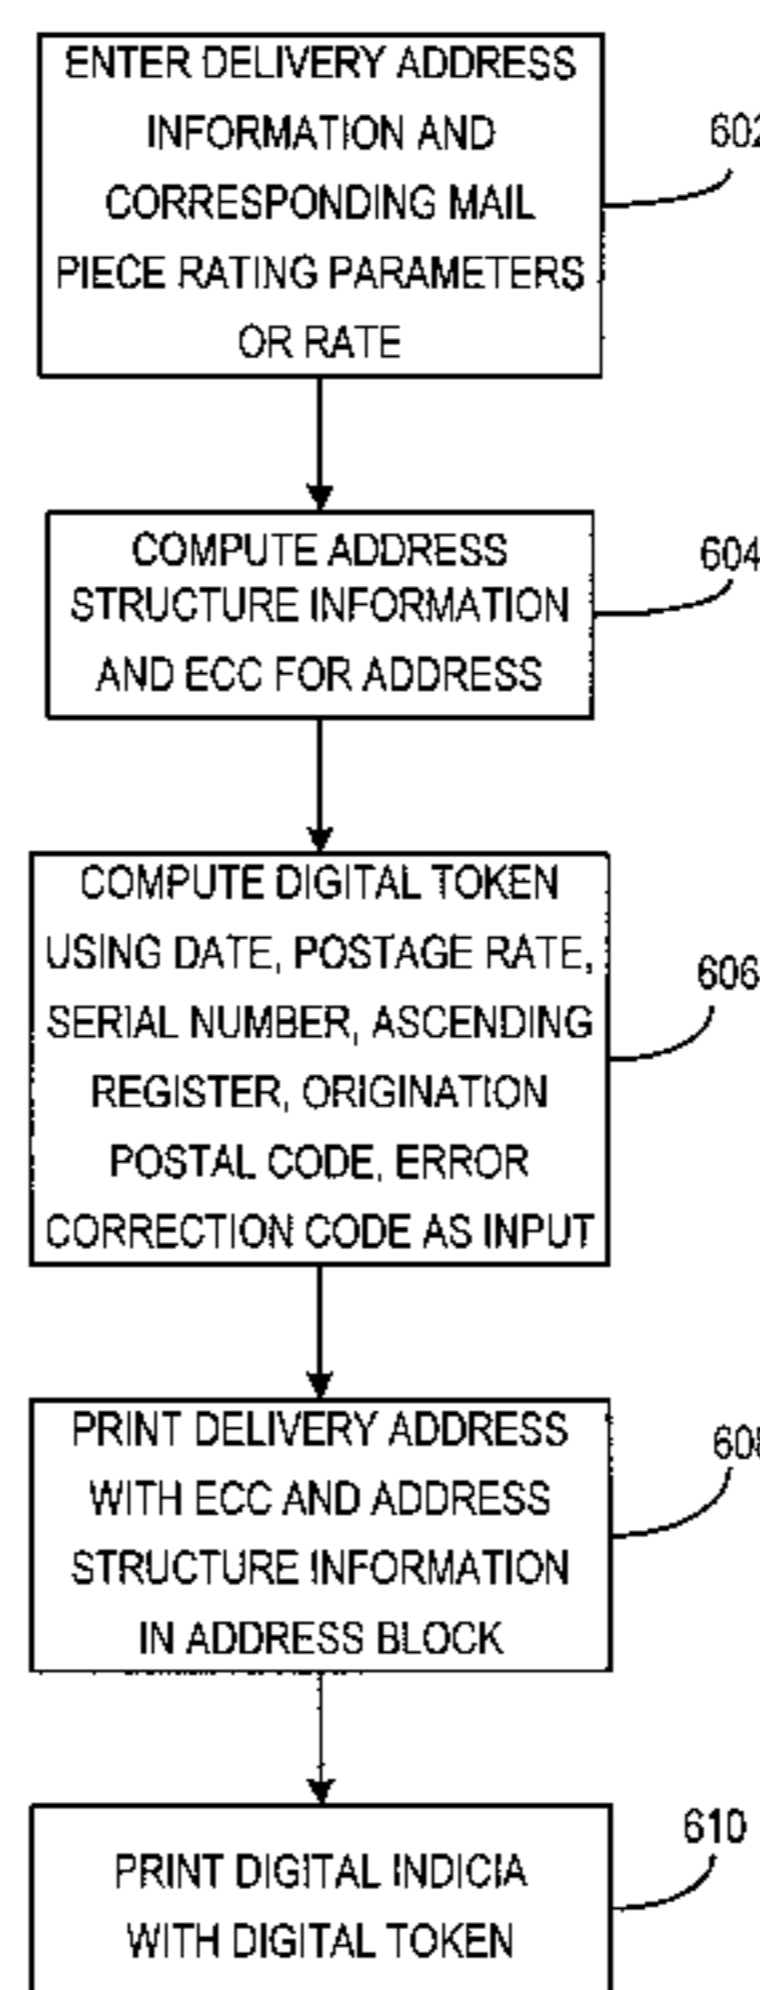 ENTER DELIVERY ADDRESS
INFORMATION AND
CORRESPONDING MAIL
PIECE RATING PARAMETERS
OR RATE
602
COMPUTE ADDRESS
STRUCTURE INFORMATION
AND ECC FOR ADDRESS
604
COMPUTE DIGITAL TOKEN
USING DATE, POSTAGE RATE,
SERIAL NUMBER, ASCENDING
REGISTER, ORIGINATION
POSTAL CODE, ERROR
CORRECTION CODE AS INPUT
606
PRINT DELIVERY ADDRESS
WITH ECC AND ADDRESS
STRUCTURE INFORMATION
IN ADDRESS BLOCK
608
PRINT DIGITAL INDICIA
WITH DIGITAL TOKEN
610